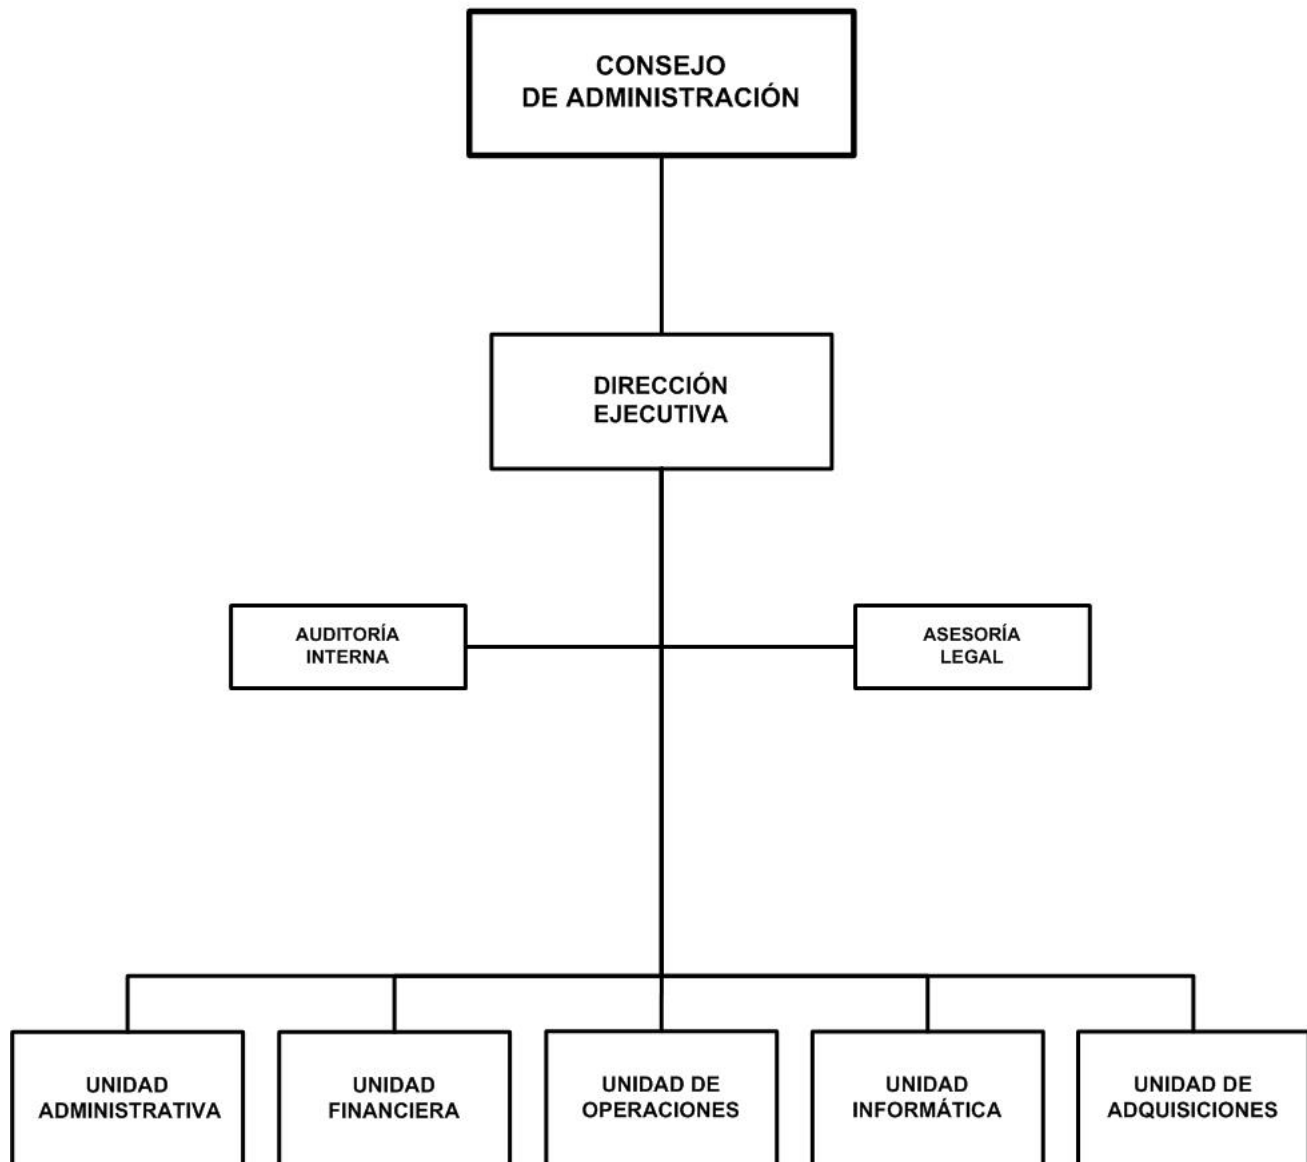 CONSEJO
DE ADMINISTRACIÓN
DIRECCIÓN
EJECUTIVA
AUDITORÍA
INTERNA
ASESORÍA
LEGAL
UNIDAD
ADMINISTRATIVA
UNIDAD
FINANCIERA
UNIDAD DE
OPERACIONES
UNIDAD
INFORMÁTICA
UNIDAD DE
ADQUISICIONES